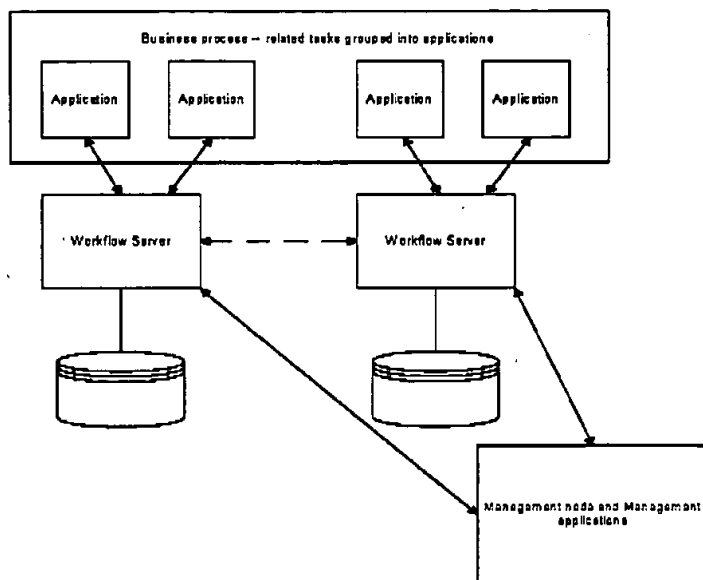 Business process – related tasks grouped into applications
Application
Application
Application
Application
Workflow Server
Workflow Server
Management node and Management
applications